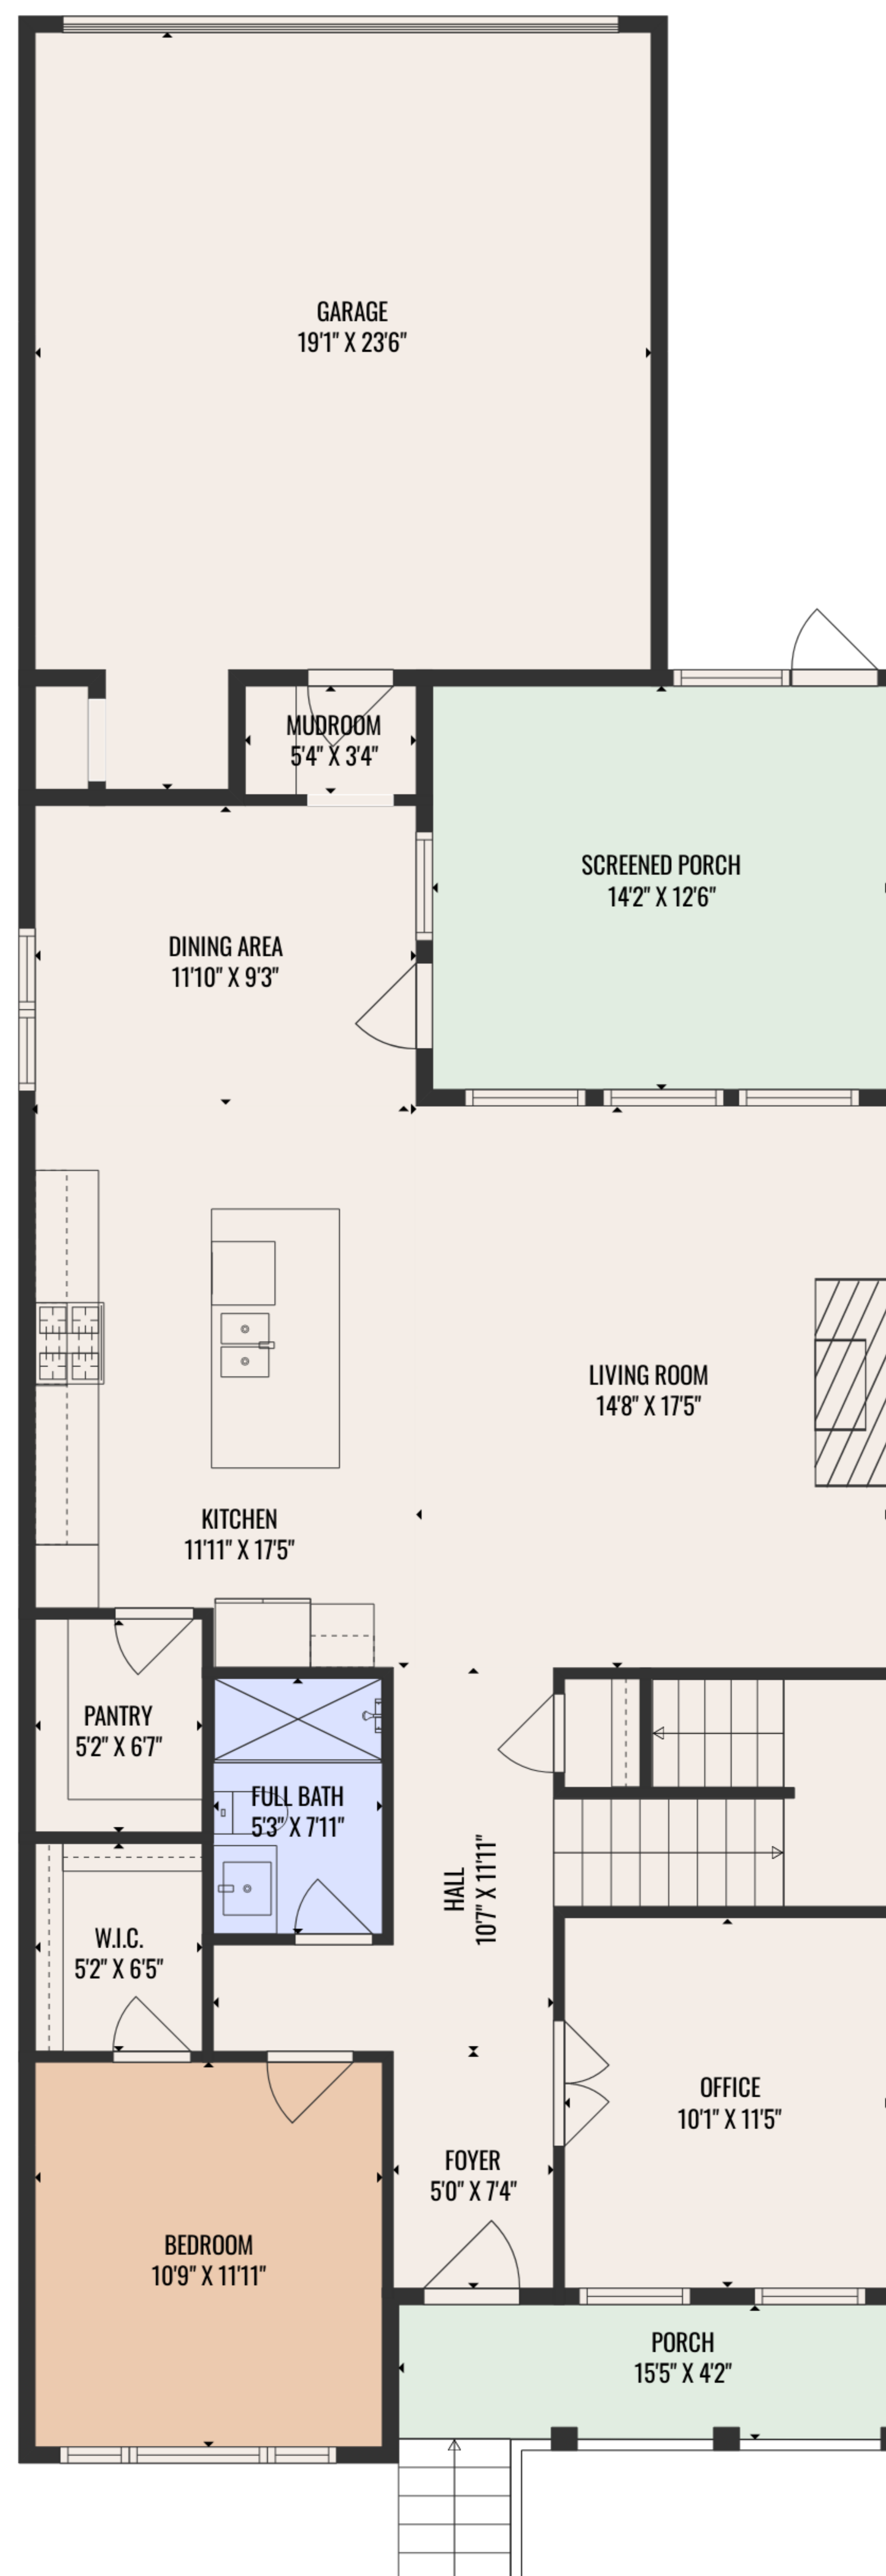 GARAGE
19'1" X 23'6"
MUDROOM
5'4" X 3'4"
SCREENED PORCH
14'2" X 12'6"
DINING AREA
11'10" X 9'3"
LIVING ROOM
14'8" X 17'5"
KITCHEN
11'11" X 17'5"
PANTRY
5'2" X 6'7"
FULL BATH
5'3" X 7'11"
HALL
10'7" X 11'11"
W.I.C.
5'2" X 6'5"
OFFICE
10'1" X 11'5"
FOYER
5'0" X 7'4"
BEDROOM
10'9" X 11'11"
PORCH
15'5" X 4'2"